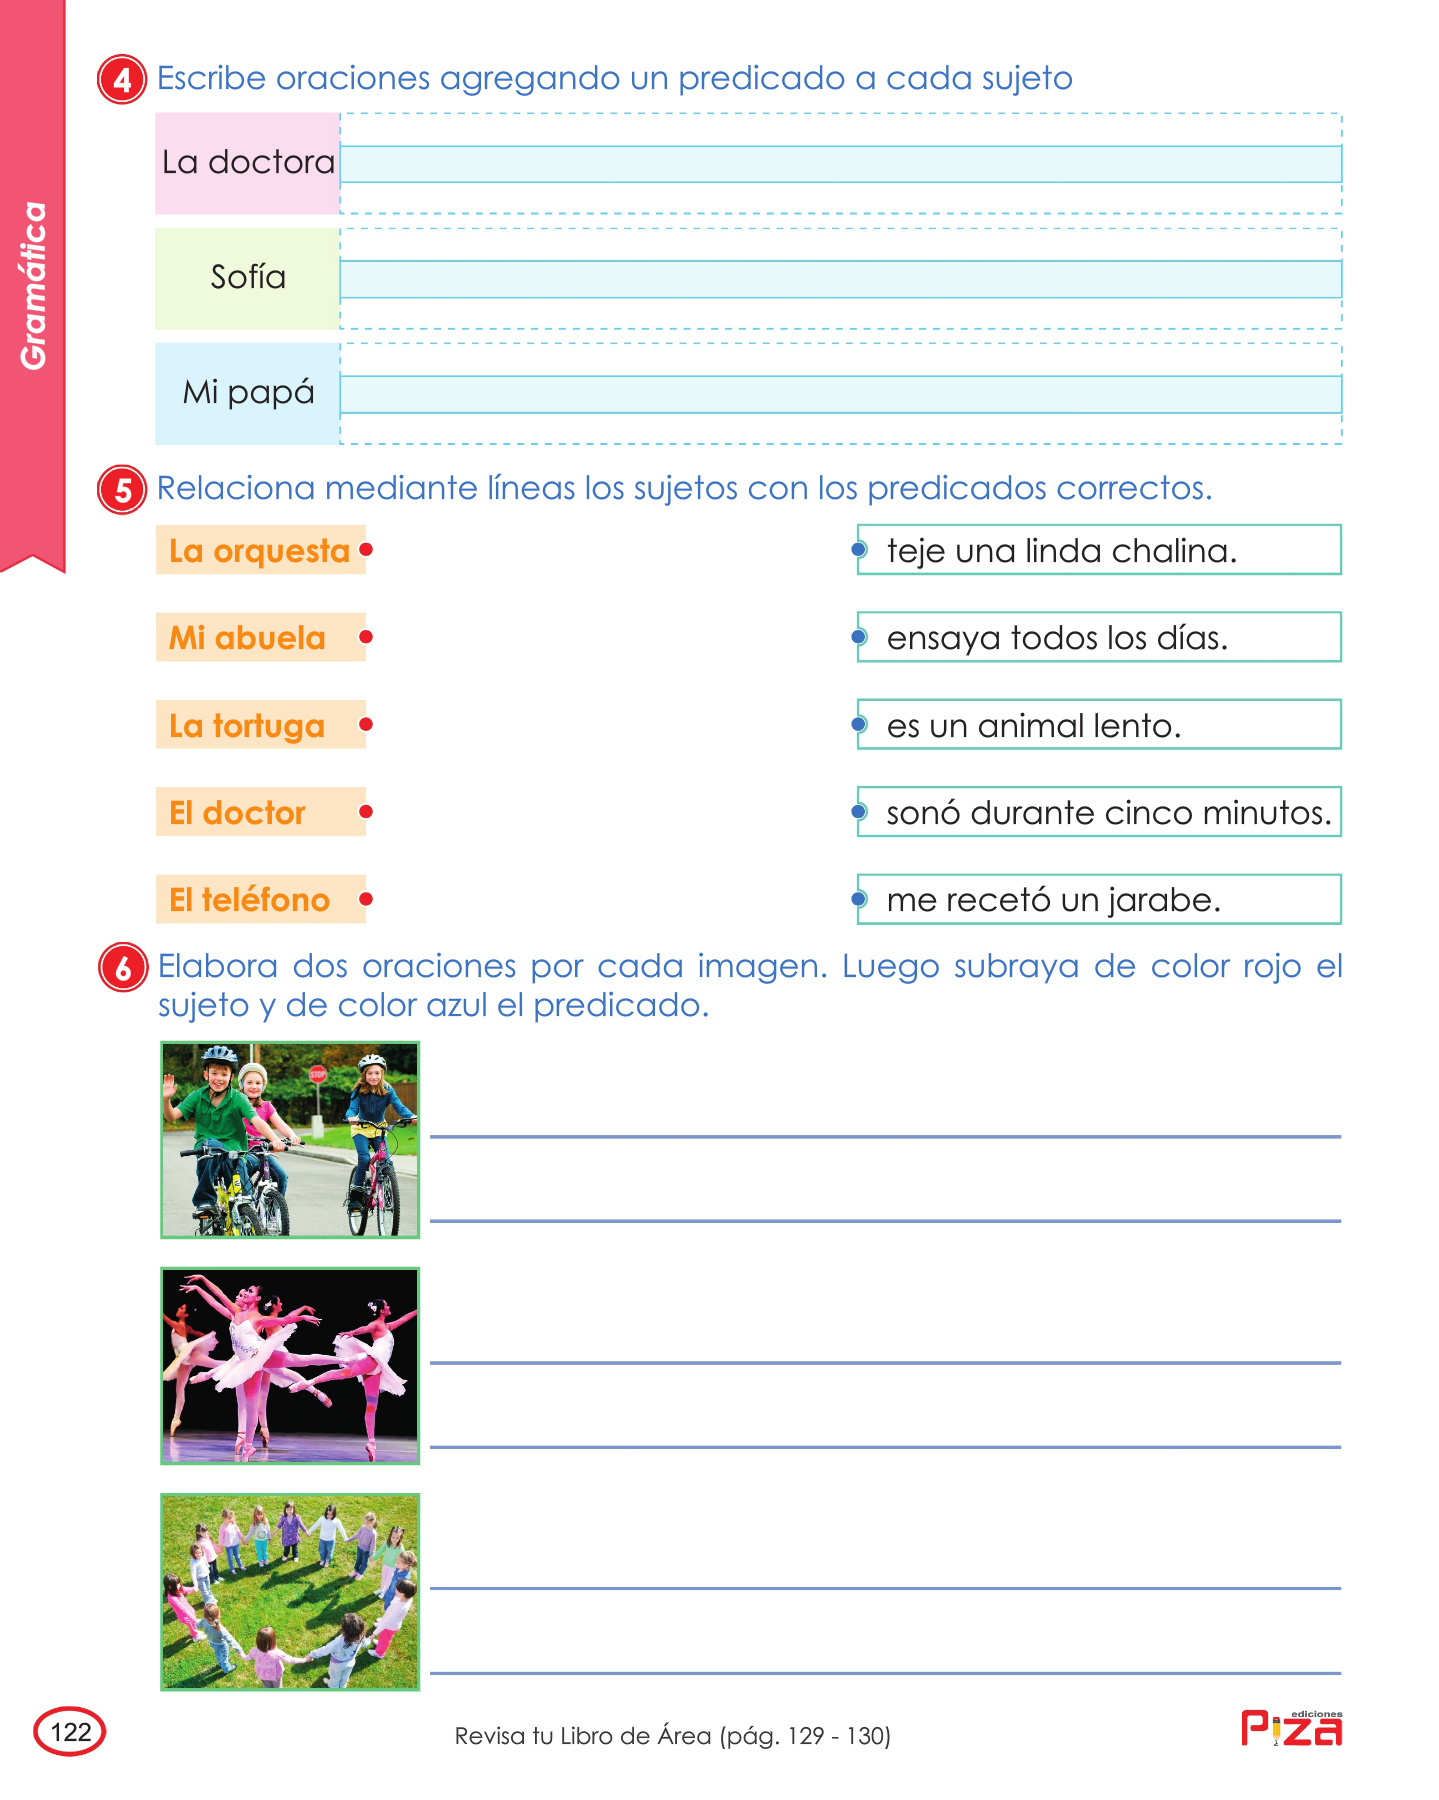 Gramática
4 Escribe oraciones agregando un predicado a cada sujeto
La doctora
Sofía
Mi papá
5 Relaciona mediante líneas los sujetos con los predicados correctos.
La orquesta teje una linda chalina.
Mi abuela ensaya todos los días.
La tortuga es un animal lento.
El doctor sonó durante cinco minutos.
El teléfono me recetó un jarabe.
6 Elabora dos oraciones por cada imagen. Luego subraya de color rojo el
sujeto y de color azul el predicado.
STOP
122
Revisa tu Libro de Área (pág. 129 - 130)
ediciones
Piza